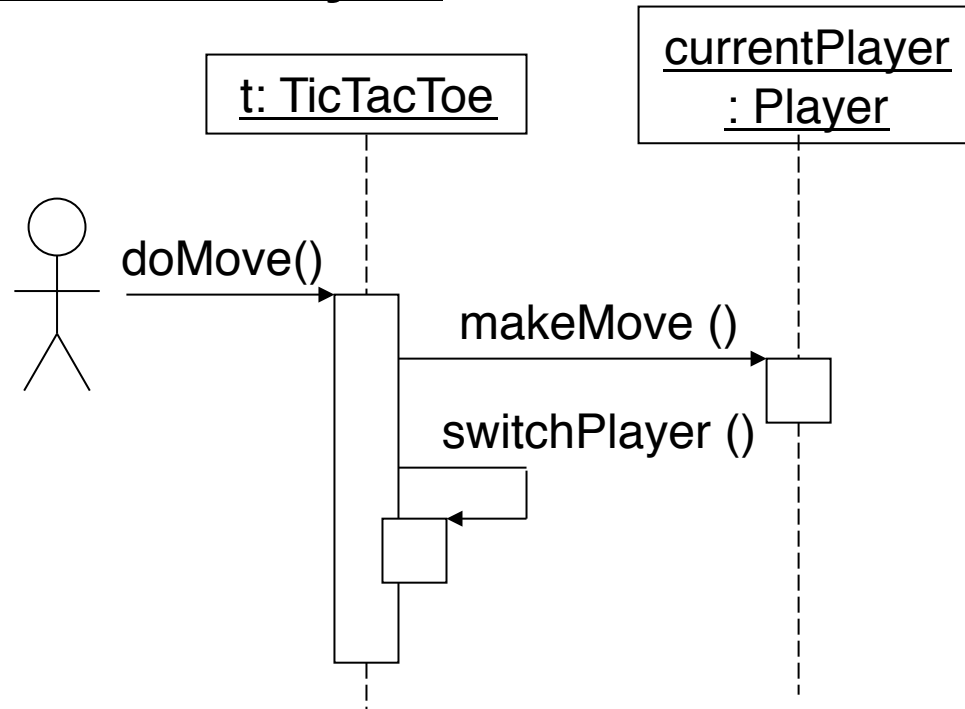 t: TicTacToe
currentPlayer
: Player
doMove()
makeMove ()
switchPlayer ()